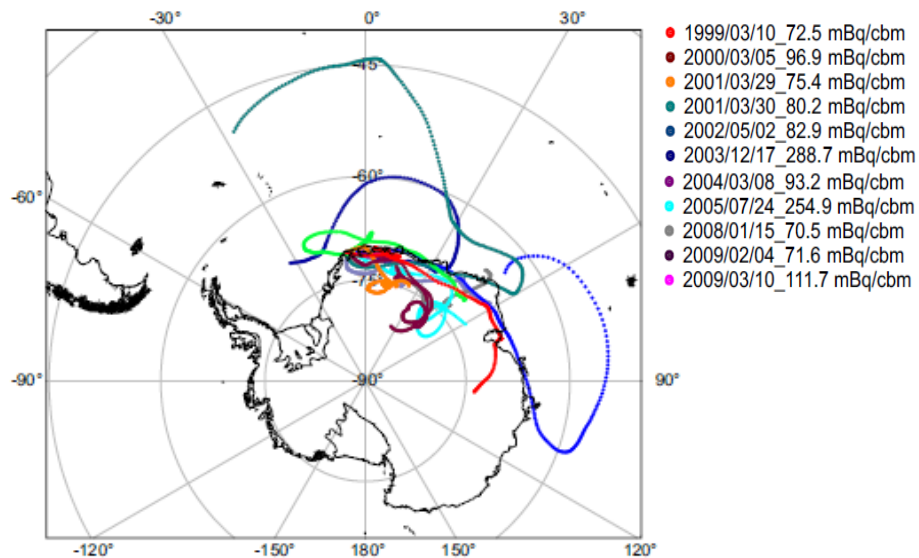 -30° 0° 30°
-45°
-60°
-60°
-75°
-90° -90° 90°
-120° -150° 180° 150° 120°
1999/03/10_72.5 mBq/cbm
2000/03/05_96.9 mBq/cbm
2001/03/29_75.4 mBq/cbm
2001/03/30_80.2 mBq/cbm
2002/05/02_82.9 mBq/cbm
2003/12/17_288.7 mBq/cbm
2004/03/08_93.2 mBq/cbm
2005/07/24_254.9 mBq/cbm
2008/01/15_70.5 mBq/cbm
2009/02/04_71.6 mBq/cbm
2009/03/10_111.7 mBq/cbm